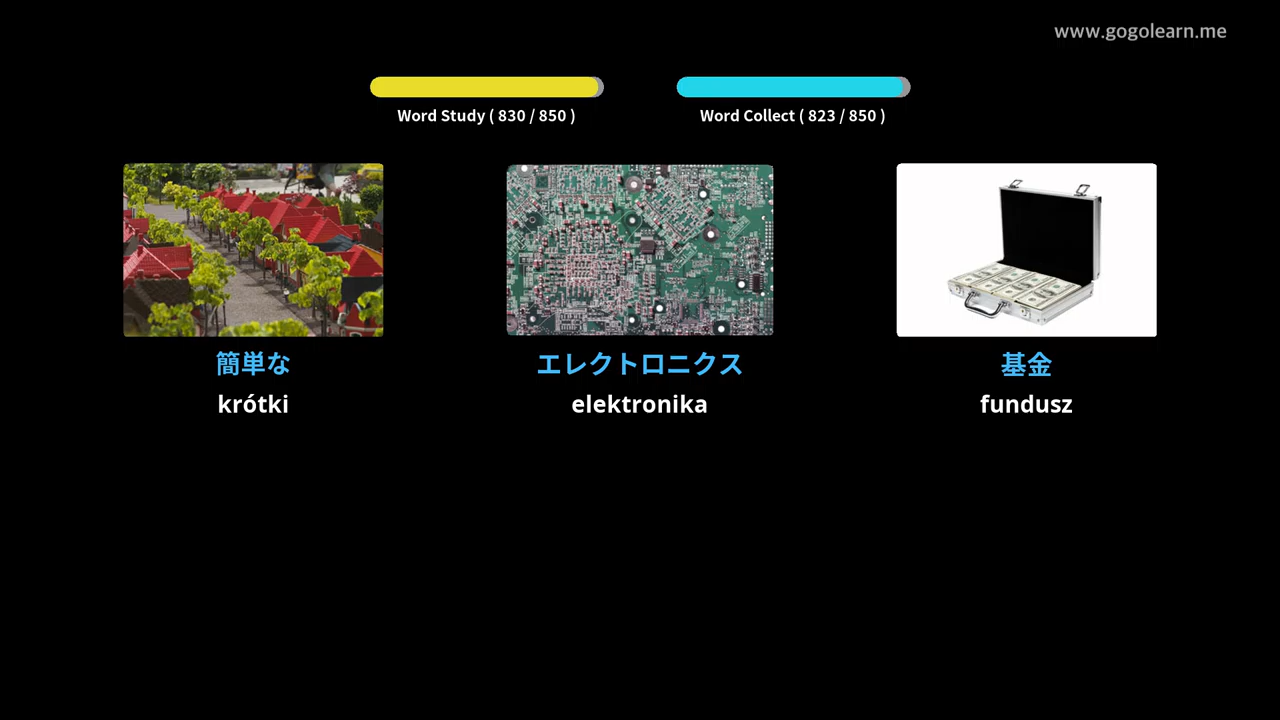 www.gogolearn.me
Word Study ( 830 / 850 )
Word Collect ( 823 / 850 )
簡単な
エレクトロニクス
基金
krótki
elektronika
fundusz